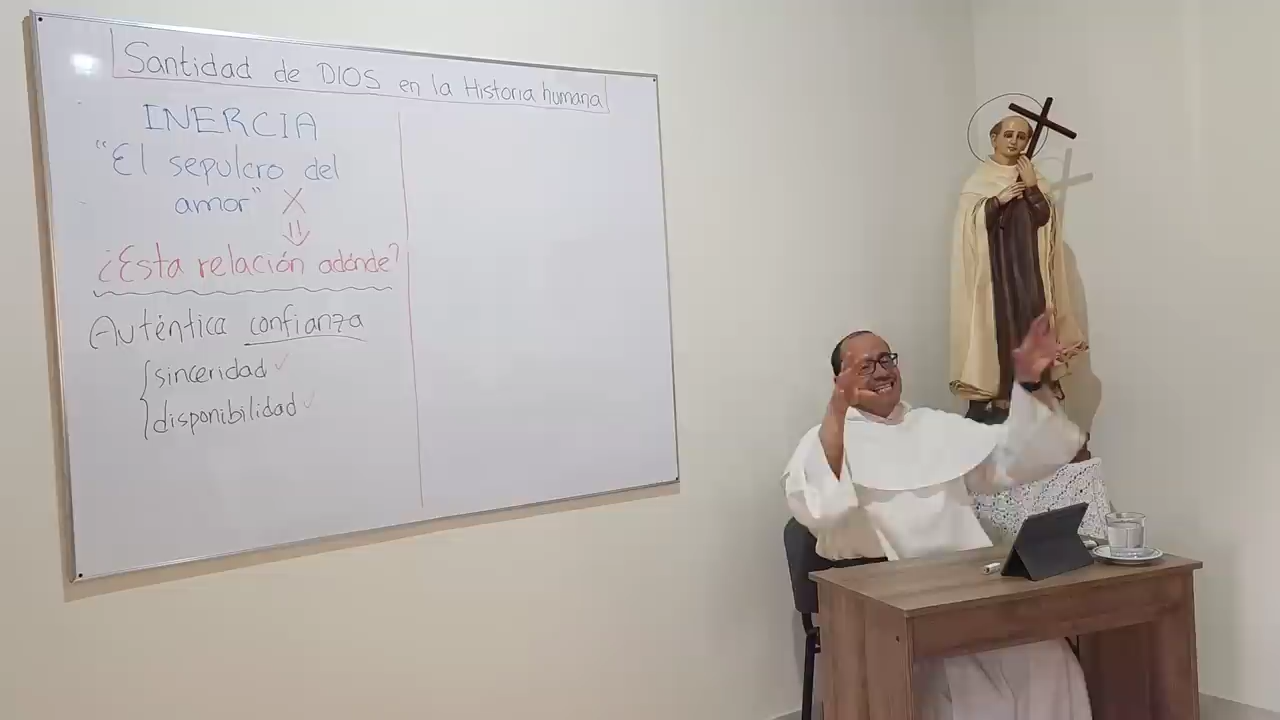 Santidad de DIOS en la Historia humana
INERCIA
"El sepulcro del
amor" X
¿Esta relación adónde?
Auténtica confianza
sinceridad ✓
disponibilidad ✓